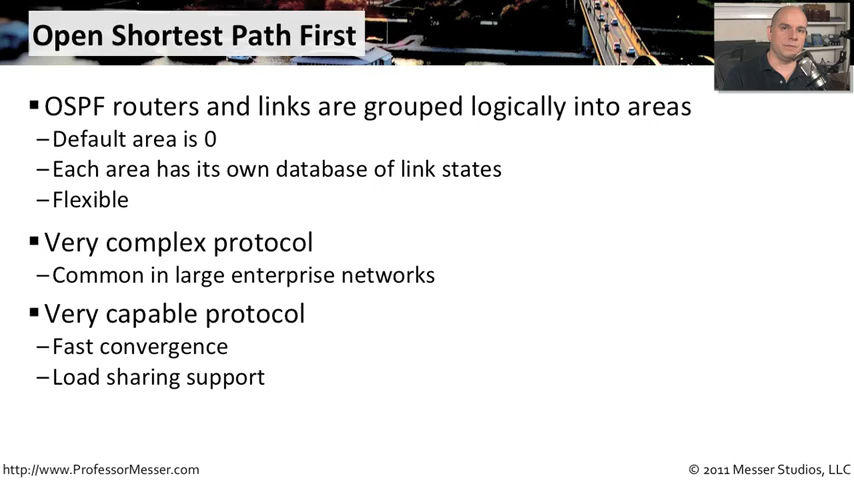 Open Shortest Path First
▪OSPF routers and links are grouped logically into areas
–Default area is 0
–Each area has its own database of link states
–Flexible
▪Very complex protocol
–Common in large enterprise networks
▪Very capable protocol
–Fast convergence
–Load sharing support
http://www.ProfessorMesser.com
© 2011 Messer Studios, LLC